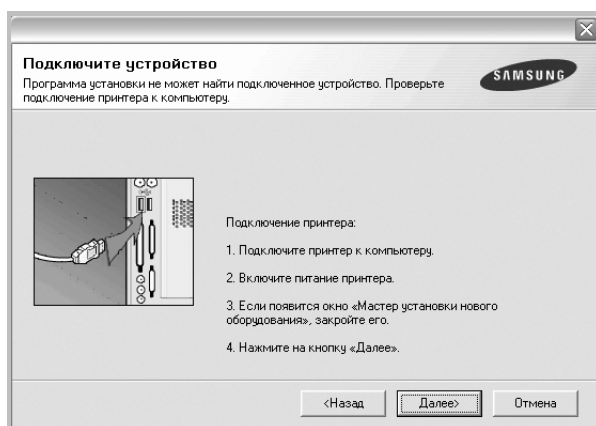 Подключите устройство
Программа установки не может найти подключенное устройство. Проверьте
подключение принтера к компьютеру.
SAMSUNG
Подключение принтера:
1. Подключите принтер к компьютеру.
2. Включите питание принтера.
3. Если появится окно «Мастер установки нового
оборудования», закройте его.
4. Нажмите на кнопку «Далее».
<Назад
Далее>
Отмена